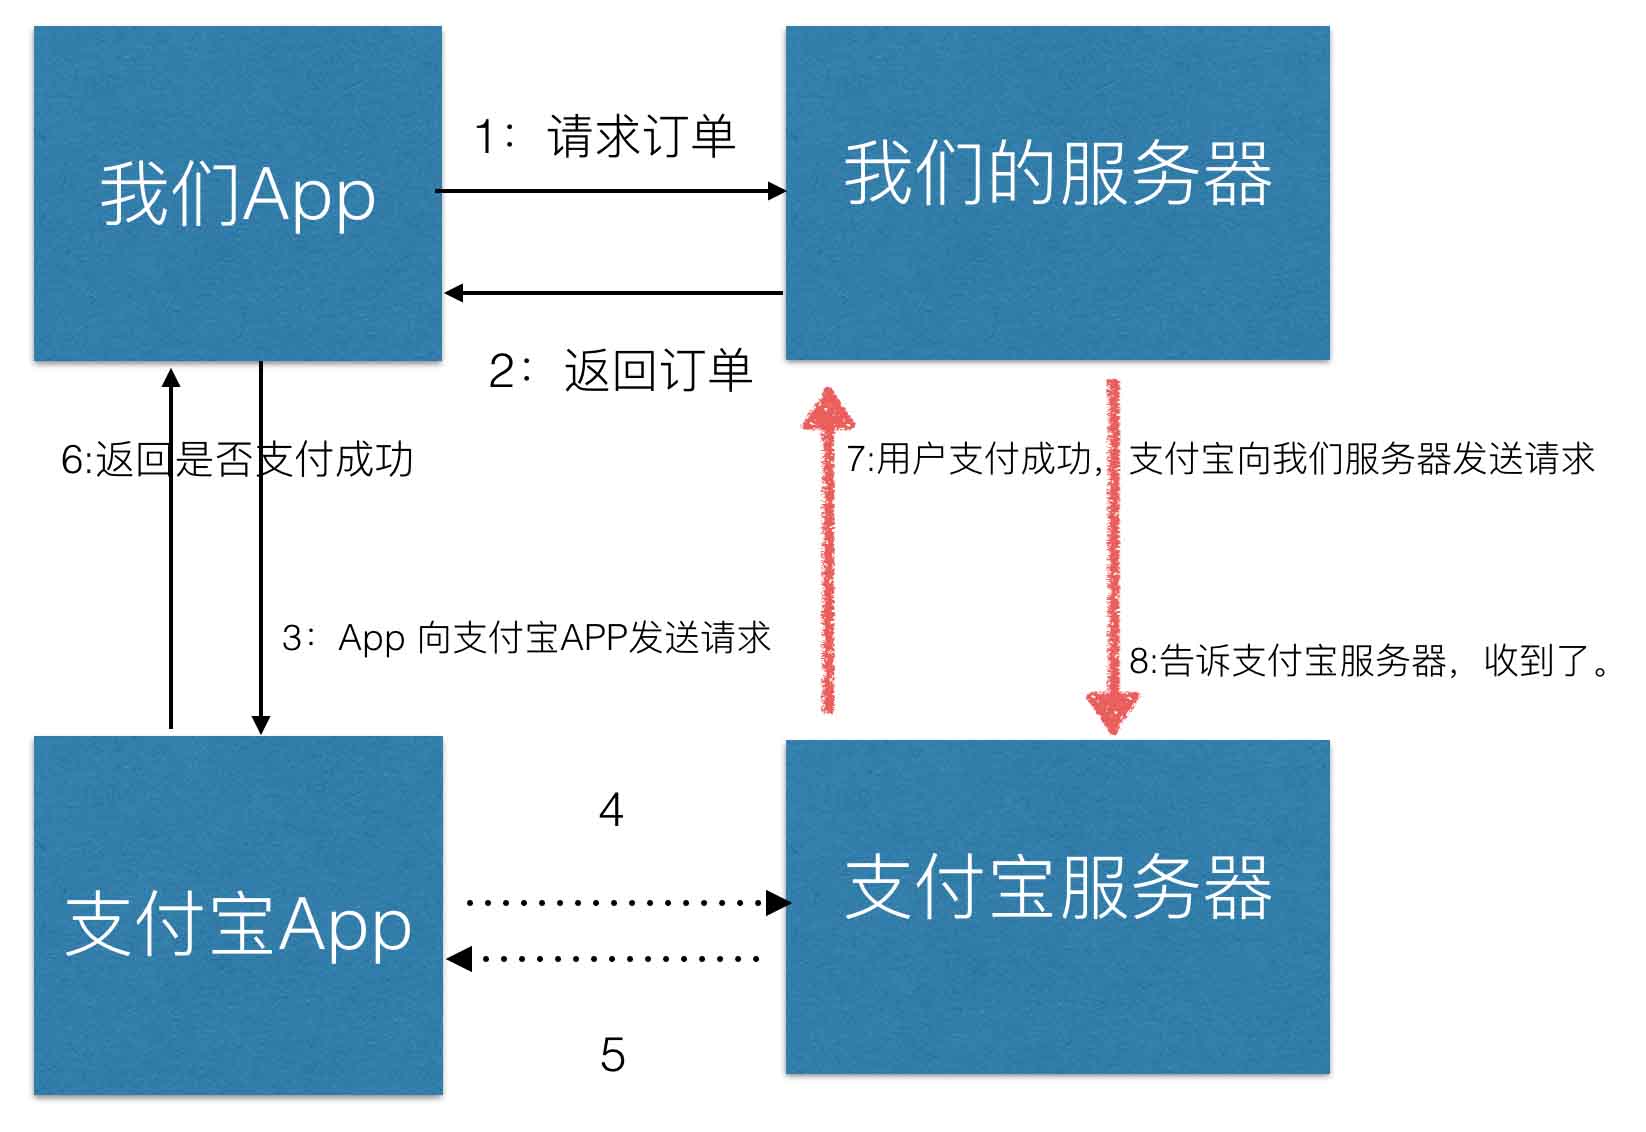 我们App
1：请求订单
我们的服务器
2：返回订单
6:返回是否支付成功
7:用户支付成功，支付宝向我们服务器发送请求
3：App 向支付宝APP发送请求
8:告诉支付宝服务器，收到了。
4
支付宝App
支付宝服务器
5